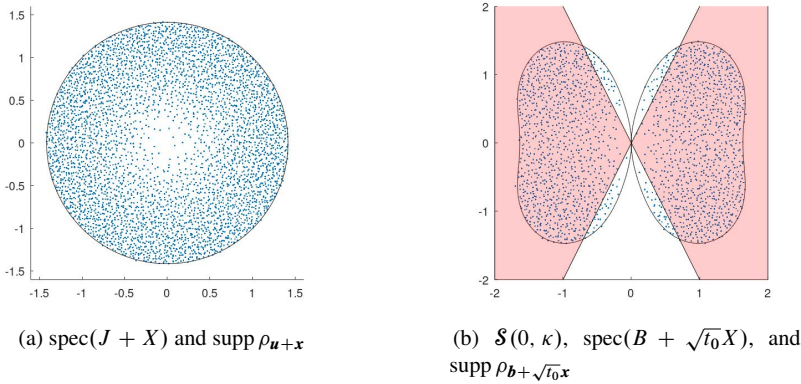 1.5
1
0.5
0
-0.5
-1
-1.5
-1.5 -1 -0.5 0 0.5 1 1.5
2
1
0
-1
-2
-2 -1 0 1 2
(a) spec(J + X) and supp ρ𝒖+𝒙
(b) 𝓢(0, κ), spec(B + √t₀X), and
supp ρ𝒃+√t₀𝒙